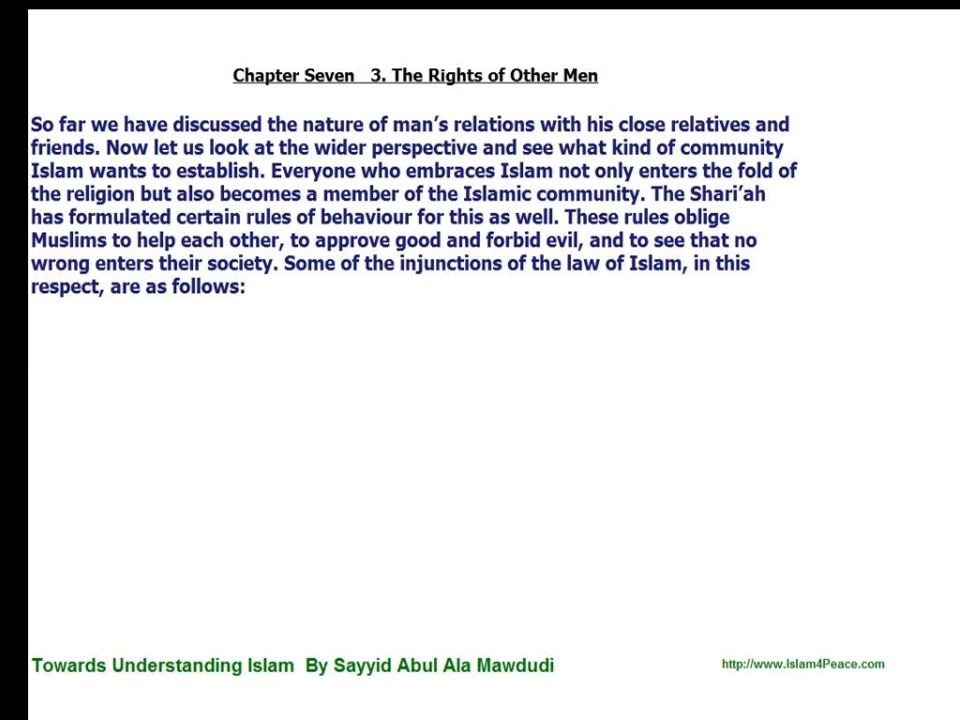 Chapter Seven   3. The Rights of Other Men
So far we have discussed the nature of man’s relations with his close relatives and
friends. Now let us look at the wider perspective and see what kind of community
Islam wants to establish. Everyone who embraces Islam not only enters the fold of
the religion but also becomes a member of the Islamic community. The Shari’ah
has formulated certain rules of behaviour for this as well. These rules oblige
Muslims to help each other, to approve good and forbid evil, and to see that no
wrong enters their society. Some of the injunctions of the law of Islam, in this
respect, are as follows:
Towards Understanding Islam  By Sayyid Abul Ala Mawdudi
http://www.Islam4Peace.com